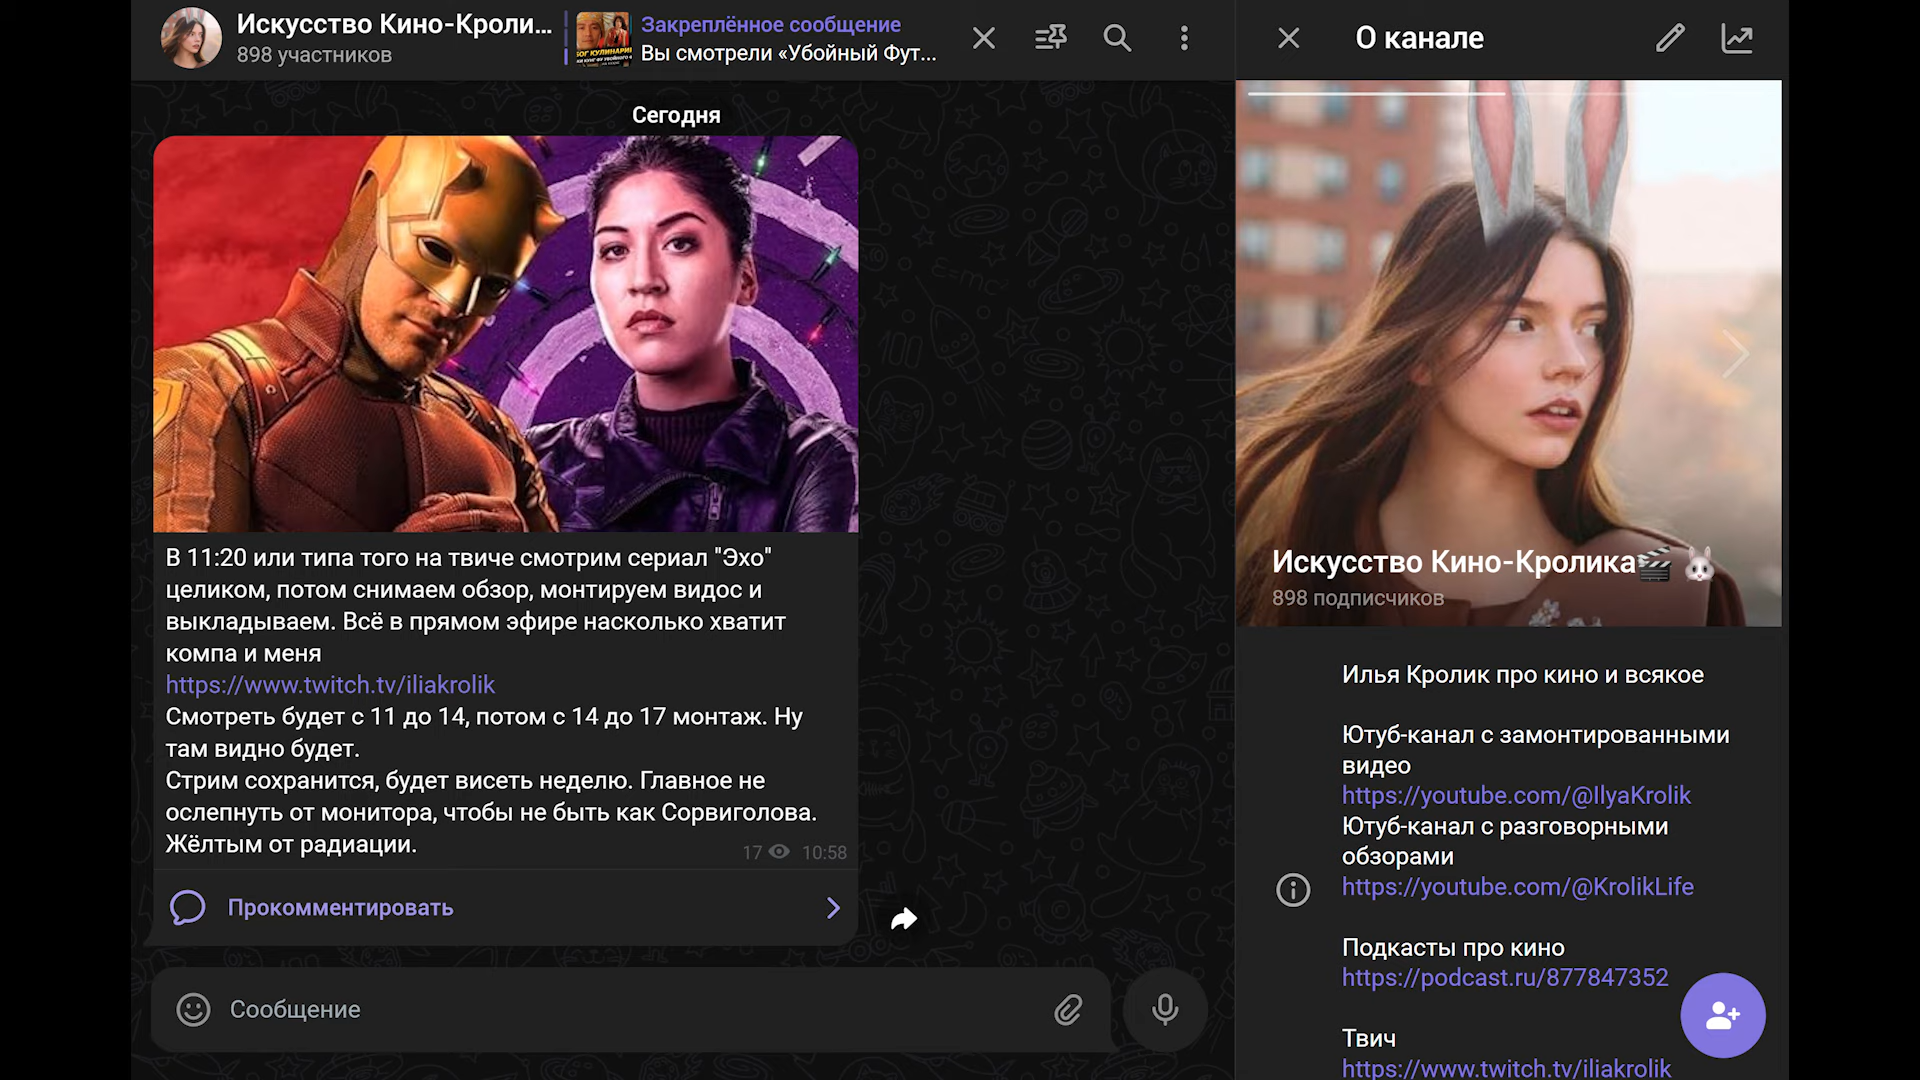 Искусство Кино-Кроли...
898 участников
Закреплённое сообщение
Вы смотрели «Убойный Фут...
Сегодня
В 11:20 или типа того на твиче смотрим сериал "Эхо"
целиком, потом снимаем обзор, монтируем видос и
выкладываем. Всё в прямом эфире насколько хватит
компа и меня
https://www.twitch.tv/iliakrolik
Смотреть будет с 11 до 14, потом с 14 до 17 монтаж. Ну
там видно будет.
Стрим сохранится, будет висеть неделю. Главное не
ослепнуть от монитора, чтобы не быть как Сорвиголова.
Жёлтым от радиации.
17 10:58
Прокомментировать
Сообщение
О канале
Искусство Кино-Кролика🎬 🐰
898 подписчиков
Илья Кролик про кино и всякое
Ютуб-канал с замонтированными
видео
https://youtube.com/@IlyaKrolik
Ютуб-канал с разговорными
обзорами
https://youtube.com/@KrolikLife
Подкасты про кино
https://podcast.ru/877847352
Твич
https://www.twitch.tv/iliakrolik